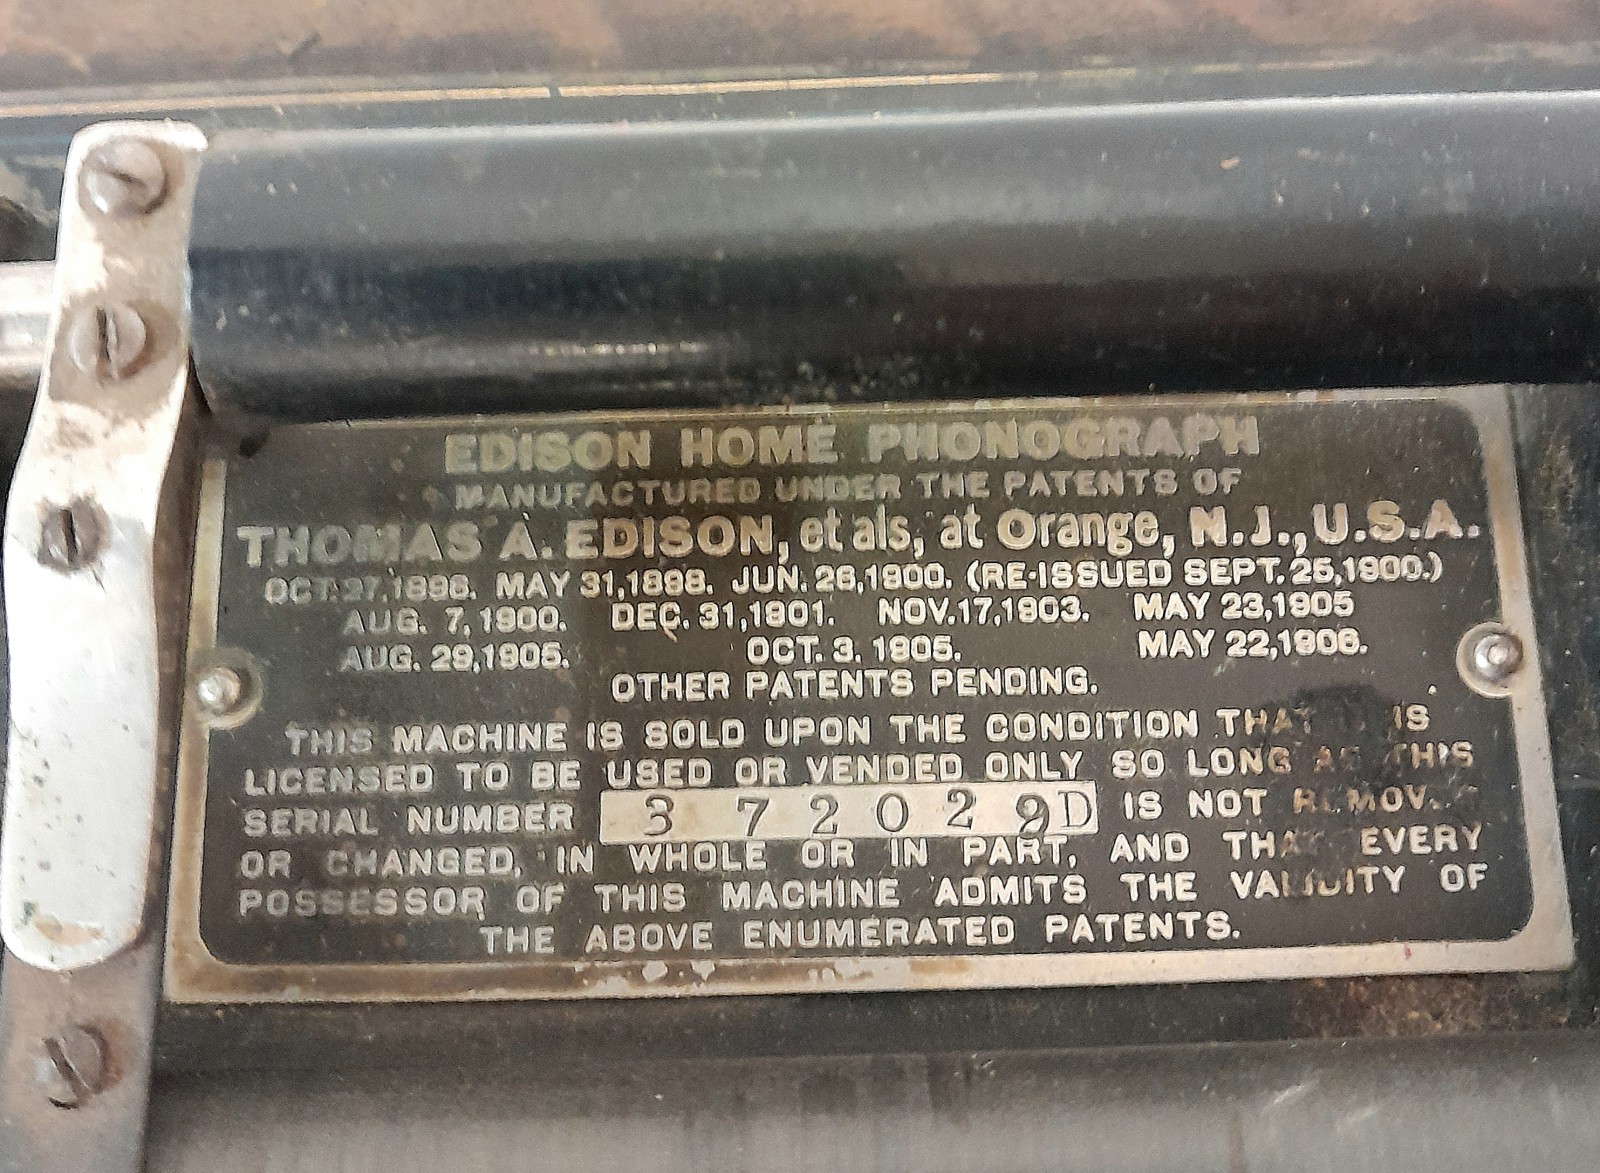 EDISON HOME PHONOGRAPH
MANUFACTURED UNDER THE PATENTS OF
THOMAS A. EDISON, et als, at Orange, N.J., U.S.A.
OCT. 27, 1896. MAY 31, 1898. JUN. 26, 1900. (RE-ISSUED SEPT. 25, 1900.)
AUG. 7, 1900. DEC. 31, 1901. NOV. 17, 1903. MAY 23, 1905
AUG. 29, 1905. OCT. 3. 1905. MAY 22, 1906.
OTHER PATENTS PENDING.
THIS MACHINE IS SOLD UPON THE CONDITION THAT IS
LICENSED TO BE USED OR VENDED ONLY SO LONG AS THIS
SERIAL NUMBER 372029D IS NOT
OR CHANGED, IN WHOLE OR IN PART, AND THAT EVERY
POSSESSOR OF THIS MACHINE ADMITS THE VALIDITY OF
THE ABOVE ENUMERATED PATENTS.